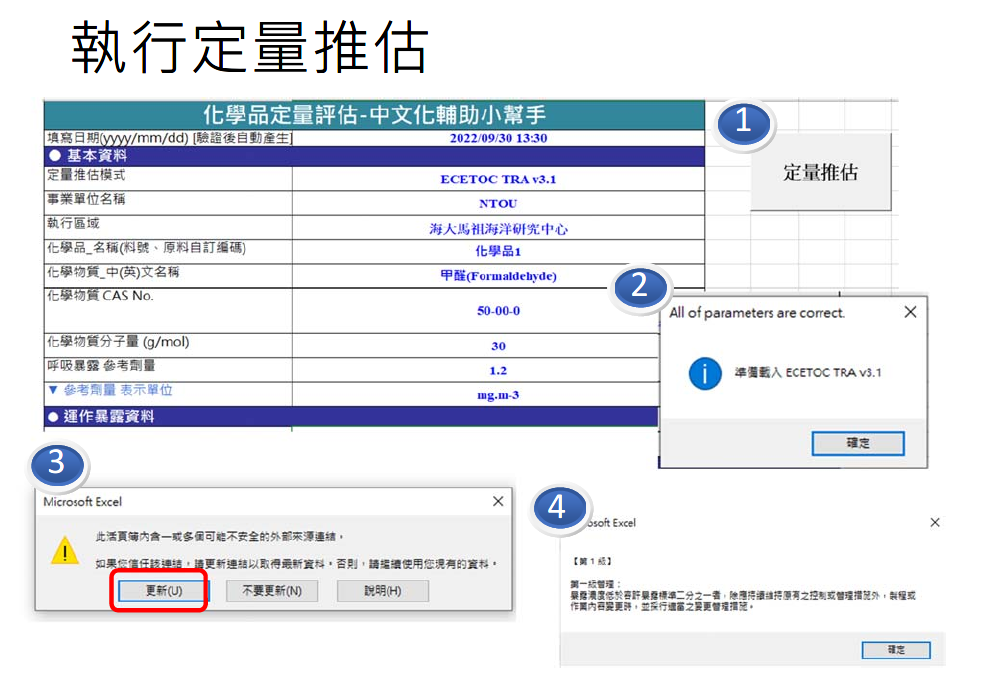 執行定量推估
化學品定量評估-中文化輔助小幫手
填寫日期(yyyy/mm/dd) [驗證後自動產生] 2022/09/30 13:30
● 基本資料
定量推估模式 ECETOC TRA v3.1
事業單位名稱 NTOU
執行區域 海大馬祖海洋研究中心
化學品_名稱(料號、原料自訂編碼) 化學品1
化學物質_中(英)文名稱 甲醛(Formaldehyde)
化學物質 CAS No. 50-00-0
化學物質分子量 (g/mol) 30
呼吸暴露 參考劑量 1.2
▼ 參考劑量 表示單位 mg.m-3
● 運作暴露資料
1
定量推估
2
All of parameters are correct.
準備載入 ECETOC TRA v3.1
確定
3
Microsoft Excel
此活頁簿內含一或多個可能不安全的外部來源連結。
如果您信任該連結，請更新連結以取得最新資料。否則，請繼續使用您現有的資料。
更新(U) 不要更新(N) 說明(H)
4
osoft Excel
【第 1 級】
第一級管理：
暴露濃度低於容許暴露標準二分之一者，除應持續維持原有之控制或管理措施外，製程或
作業內容變更時，並採行適當之變更管理措施。
確定